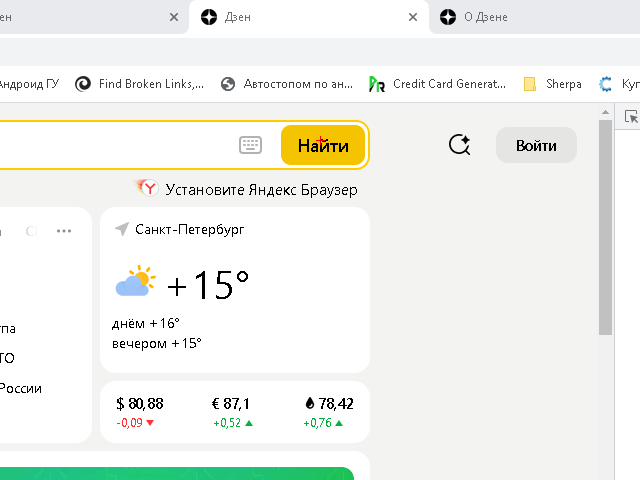 ен
Дзен
О Дзене
Андроид ГУ
Find Broken Links,...
Автостопом по ан...
Credit Card Generat...
Sherpa
Куп
Найти
Войти
Установите Яндекс Браузер
Санкт-Петербург
+15°
днём +16°
вечером +15°
па
ТО
России
$ 80,88
€ 87,1
78,42
-0,09
+0,52
+0,76